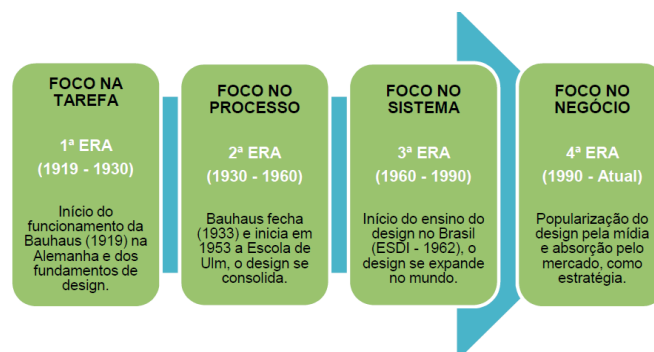 FOCO NA
TAREFA
1ª ERA
(1919 - 1930)
Início do
funcionamento da
Bauhaus (1919) na
Alemanha e dos
fundamentos de
design.
FOCO NO
PROCESSO
2ª ERA
(1930 - 1960)
Bauhaus fecha
(1933) e inicia em
1953 a Escola de
Ulm, o design se
consolida.
FOCO NO
SISTEMA
3ª ERA
(1960 - 1990)
Início do ensino do
design no Brasil
(ESDI - 1962), o
design se expande
no mundo.
FOCO NO
NEGÓCIO
4ª ERA
(1990 - Atual)
Popularização do
design pela mídia
e absorção pelo
mercado, como
estratégia.